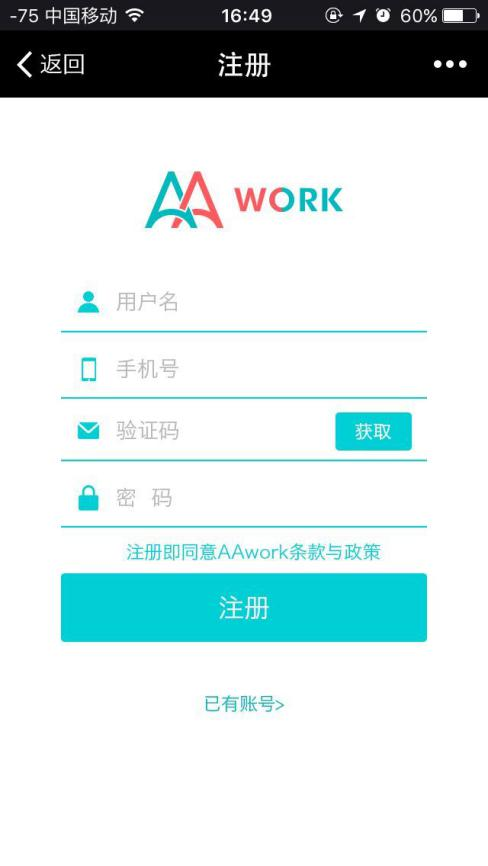 -75 中国移动 16:49 60%
返回 注册
AA WORK
用户名
手机号
验证码 获取
密 码
注册即同意AAwork条款与政策
注册
已有账号>